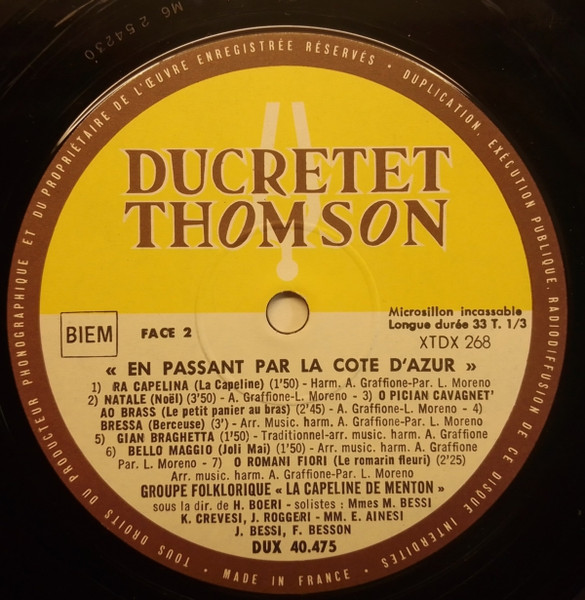 MG 254230
TOUS DROITS DU PRODUCTEUR PHONOGRAPHIQUE ET DU PROPRIÉTAIRE DE L'ŒUVRE ENREGISTRÉE RÉSERVÉS • DUPLICATION, EXÉCUTION PUBLIQUE, RADIODIFFUSION DE CE DISQUE INTERDITES •
DUCRETET
THOMSON
BIEM
FACE 2
Microsillon incassable
Longue durée 33 T. 1/3
XTDX 268
« EN PASSANT PAR LA COTE D'AZUR »
1) RA CAPELINA (La Capeline) (1'50) - Harm. A. Graffione-Par. L. Moreno
2) NATALE (Noël) (3'50) - A. Graffione-L. Moreno - 3) O PICIAN CAVAGNET'
AO BRASS (Le petit panier au bras) (2'45) - A. Graffione-L. Moreno - 4)
BRESSA (Berceuse) (3') - Arr. Music. harm. A. Graffione-Par. L. Moreno
5) GIAN BRAGHETTA (1'50) - Traditionnel-arr. music. harm. A. Graffione
6) BELLO MAGGIO (Joli Mai) (1'50) - Arr. music. harm. A. Graffione
Par. L. Moreno - 7) O ROMANI FIORI (Le romarin fleuri) (2'25)
Arr. music. harm. A. Graffione-Par. L. Moreno
GROUPE FOLKLORIQUE « LA CAPELINE DE MENTON »
sous la dir. de H. BOERI - solistes : Mmes M. BESSI
K. CREVESI, J. ROGGERI - MM. E. AINESI
J. BESSI, F. BESSON
DUX 40.475
MADE IN FRANCE •